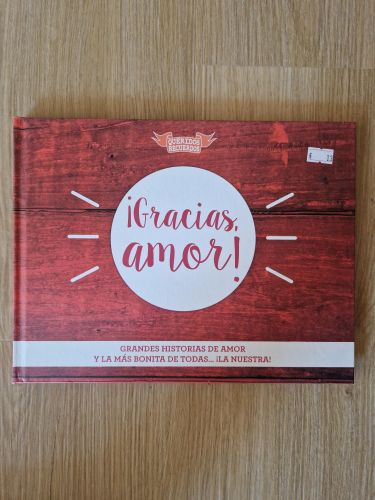 QUERIDOS
RECUERDOS
¡Gracias,
amor!
GRANDES HISTORIAS DE AMOR
Y LA MÁS BONITA DE TODAS... ¡LA NUESTRA!